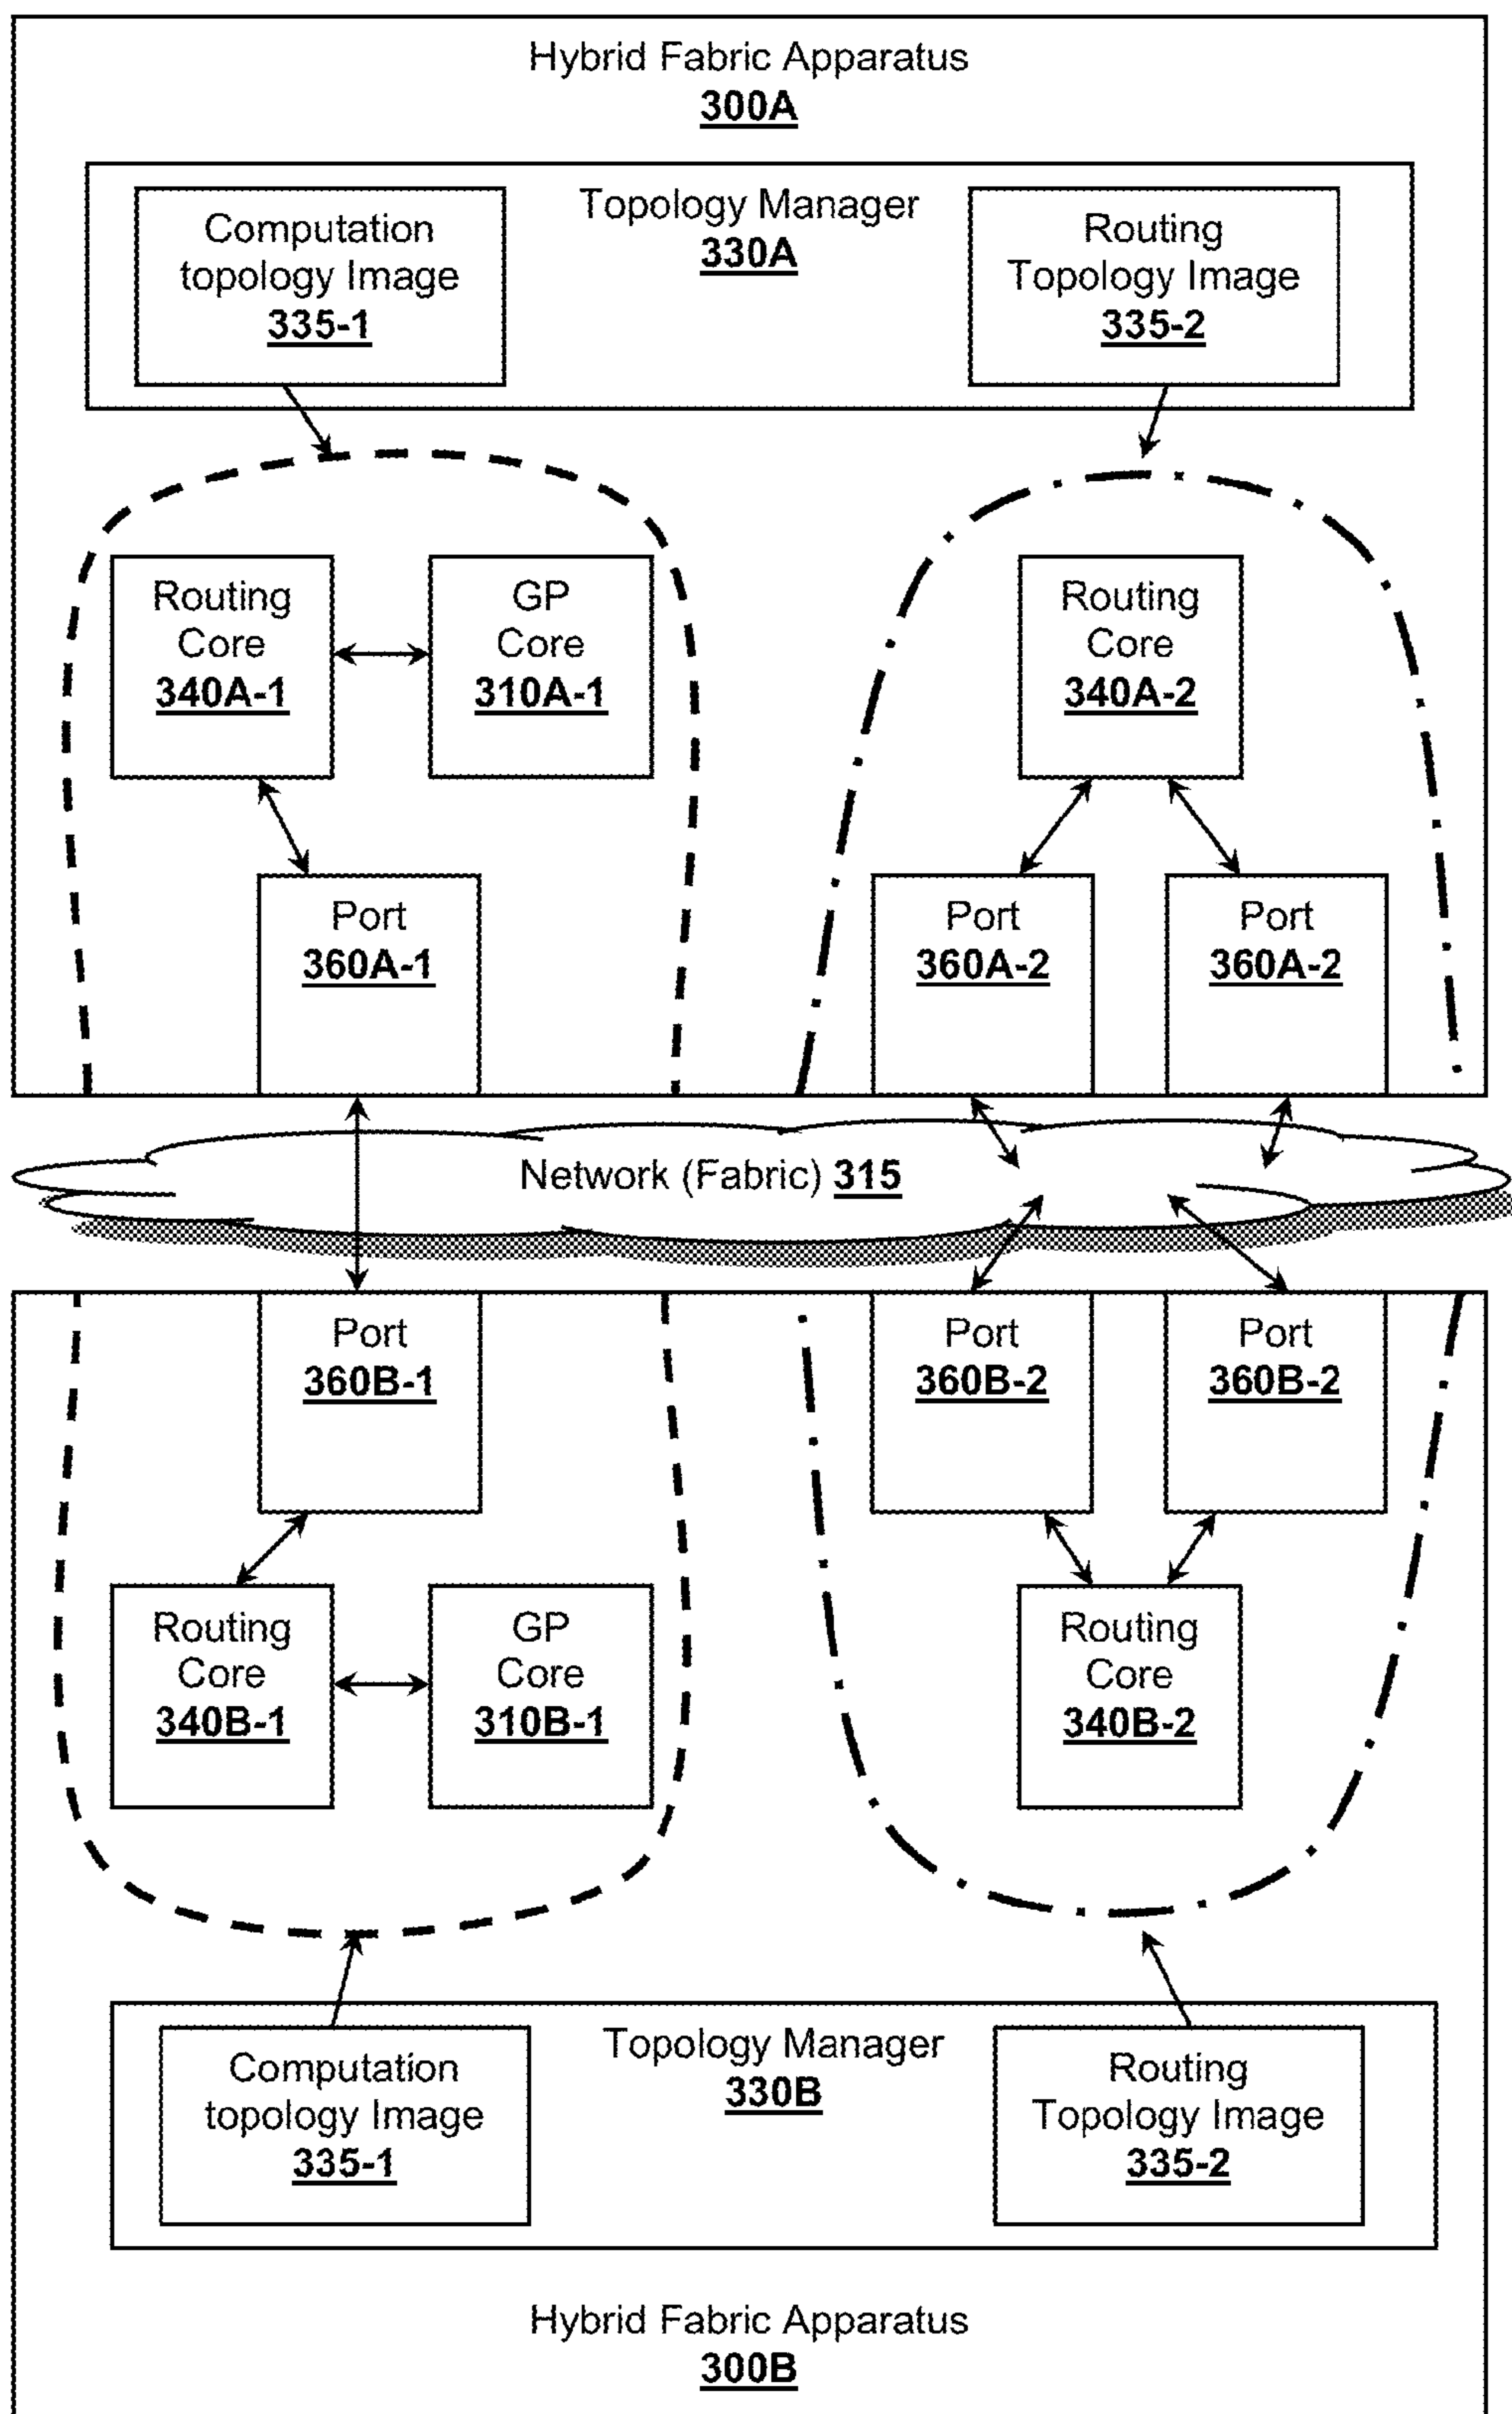 Hybrid Fabric Apparatus
300A
Topology Manager
330A
Computation
topology Image
335-1
Routing
Topology Image
335-2
Routing
Core
340A-1
GP
Core
310A-1
Routing
Core
340A-2
Port
360A-1
Port
360A-2
Port
360A-2
Network (Fabric) 315
Port
360B-1
Port
360B-2
Port
360B-2
Routing
Core
340B-1
GP
Core
310B-1
Routing
Core
340B-2
Computation
topology Image
335-1
Topology Manager
330B
Routing
Topology Image
335-2
Hybrid Fabric Apparatus
300B